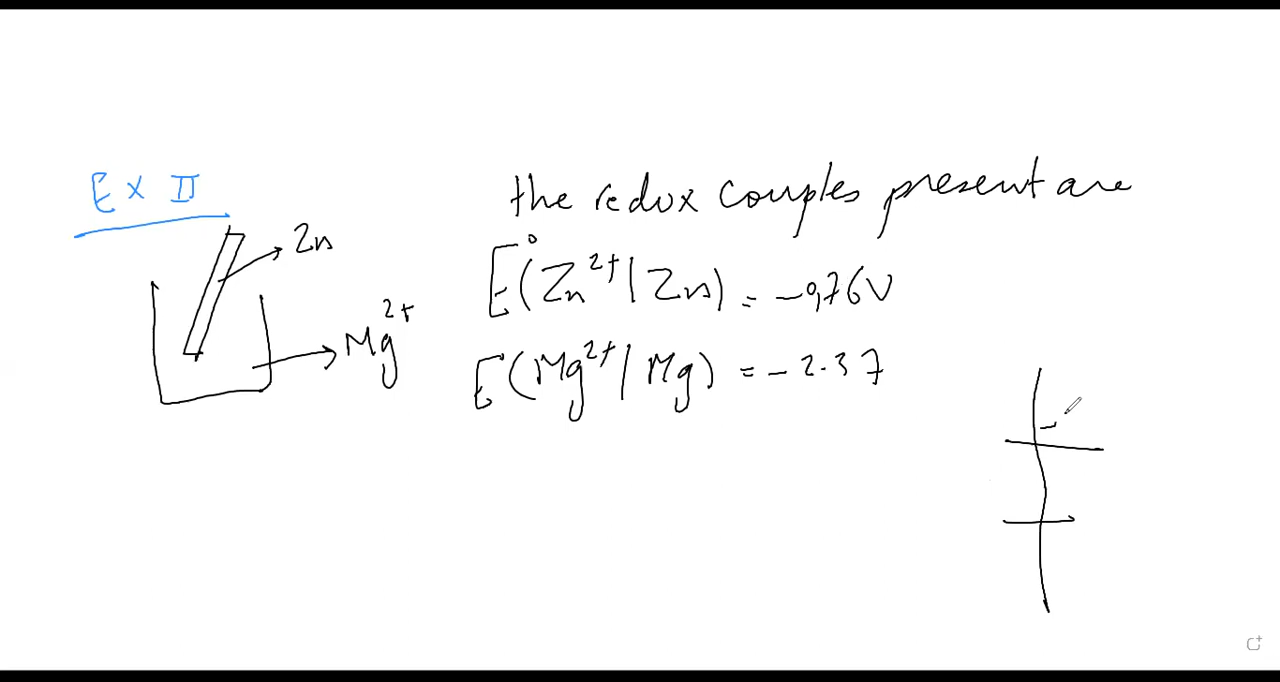 Ex II
Zn
Mg²⁺
the redox couples present are
E°(Zn²⁺/Zn) = -0,76V
E°(Mg²⁺/Mg) = -2.37